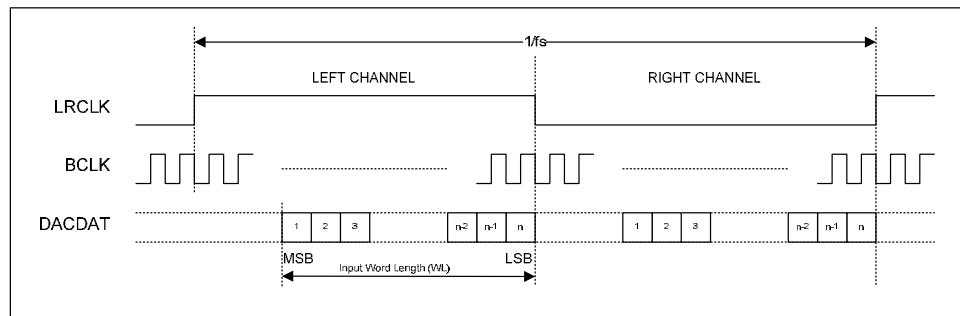 1/fs
LEFT CHANNEL RIGHT CHANNEL
LRCLK
BCLK
DACDAT
1 2 3 n-2 n-1 n 1 2 3 n-2 n-1 n
MSB LSB
Input Word Length (WL)